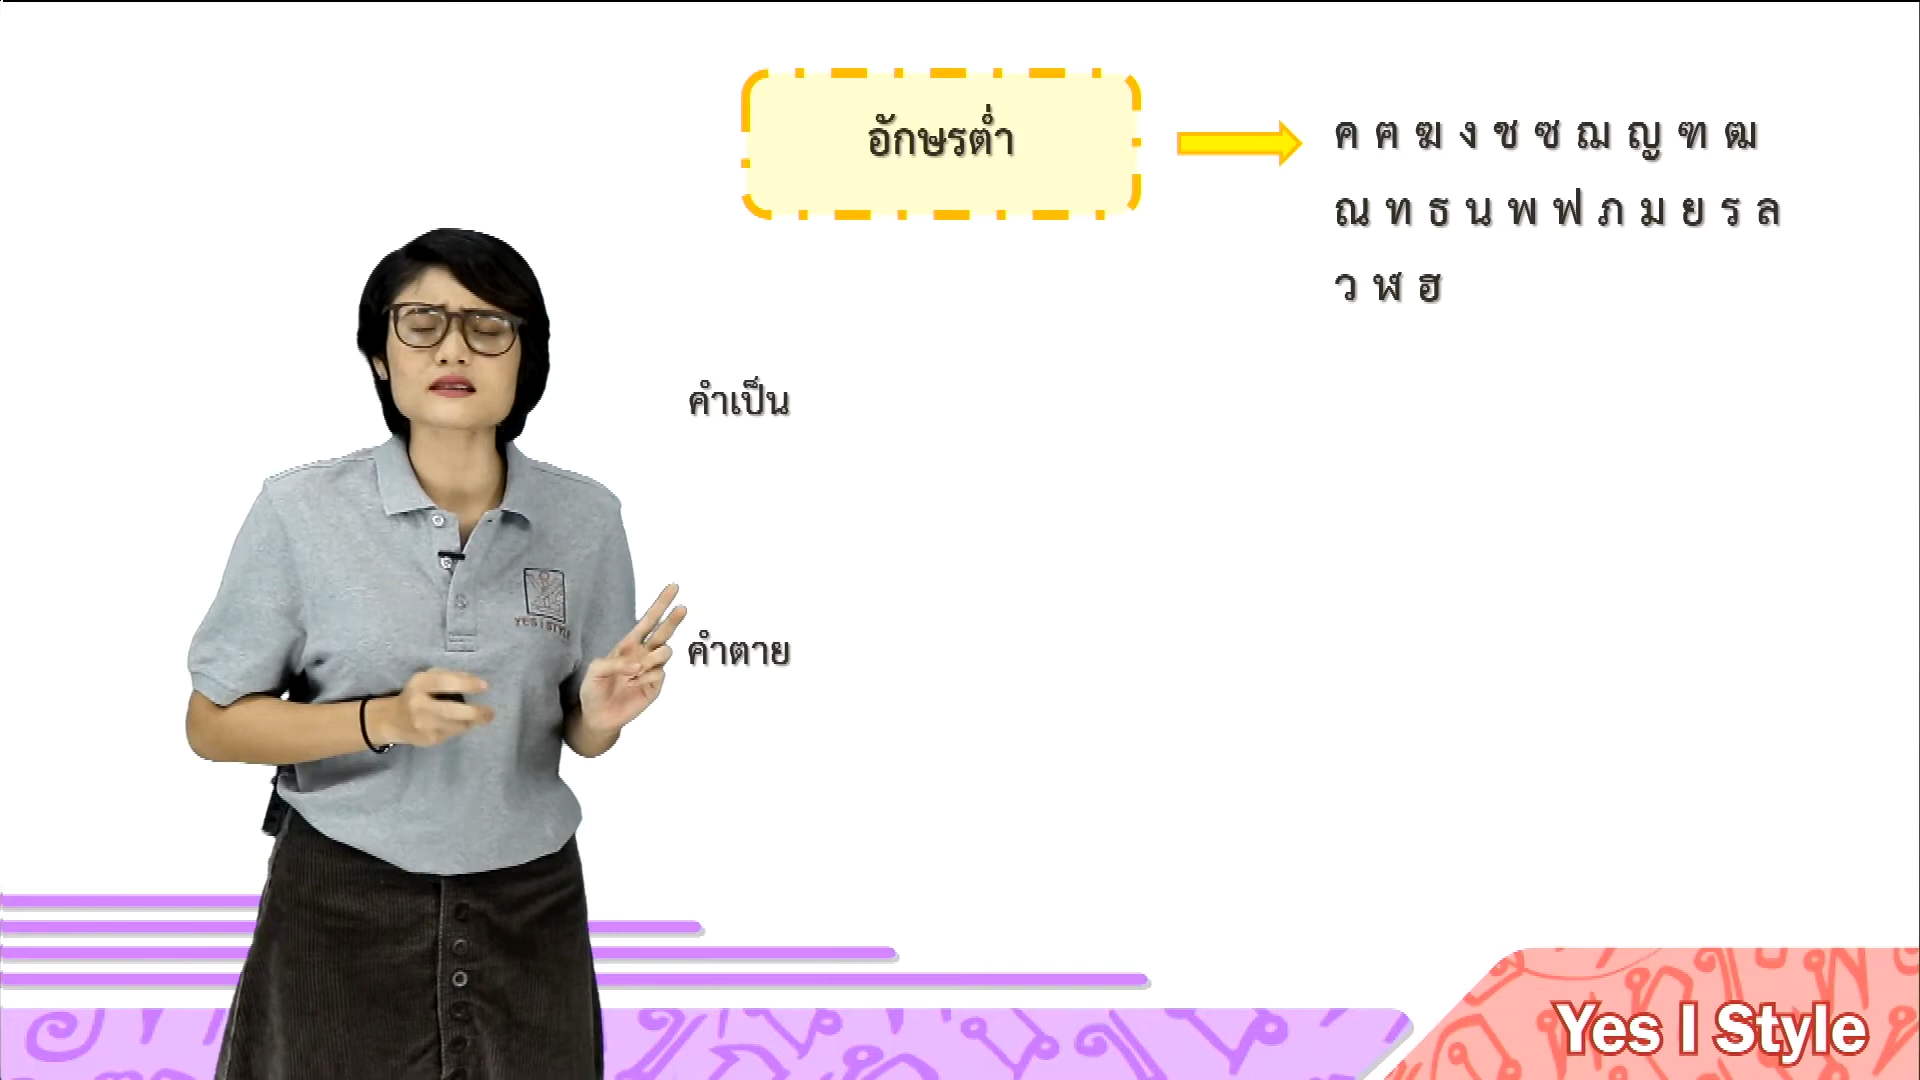 อักษรต่ำ
ค ฅ ฆ ง ช ซ ฌ ญ ฑ ฒ
ณ ท ธ น พ ฟ ภ ม ย ร ล
ว ฬ ฮ
คำเป็น
คำตาย
YES I STYLE
Yes I Style